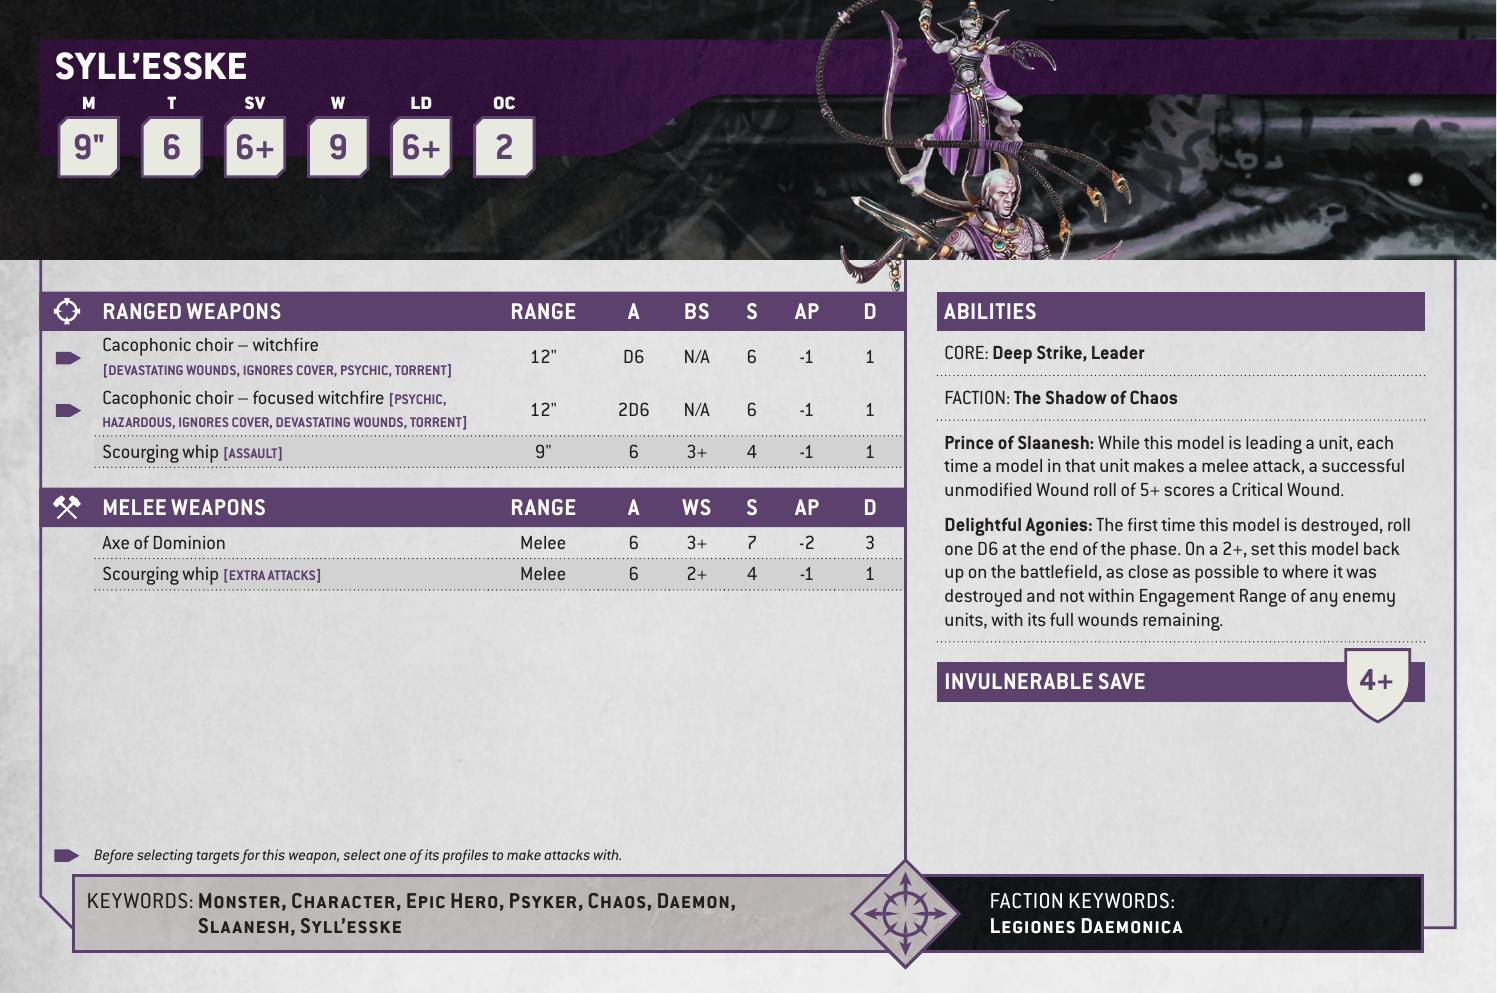 SYLL'ESSKE
M T SV W LD OC
9" 6 6+ 9 6+ 2
RANGED WEAPONS RANGE A BS S AP D
Cacophonic choir – witchfire
[DEVASTATING WOUNDS, IGNORES COVER, PSYCHIC, TORRENT] 12" D6 N/A 6 -1 1
Cacophonic choir – focused witchfire [PSYCHIC,
HAZARDOUS, IGNORES COVER, DEVASTATING WOUNDS, TORRENT] 12" 2D6 N/A 6 -1 1
Scourging whip [ASSAULT] 9" 6 3+ 4 -1 1
MELEE WEAPONS RANGE A WS S AP D
Axe of Dominion Melee 6 3+ 7 -2 3
Scourging whip [EXTRA ATTACKS] Melee 6 2+ 4 -1 1
Before selecting targets for this weapon, select one of its profiles to make attacks with.
ABILITIES
CORE: Deep Strike, Leader
FACTION: The Shadow of Chaos
Prince of Slaanesh: While this model is leading a unit, each
time a model in that unit makes a melee attack, a successful
unmodified Wound roll of 5+ scores a Critical Wound.
Delightful Agonies: The first time this model is destroyed, roll
one D6 at the end of the phase. On a 2+, set this model back
up on the battlefield, as close as possible to where it was
destroyed and not within Engagement Range of any enemy
units, with its full wounds remaining.
INVULNERABLE SAVE 4+
KEYWORDS: Monster, Character, Epic Hero, Psyker, Chaos, Daemon,
Slaanesh, Syll'esske
FACTION KEYWORDS:
Legiones Daemonica